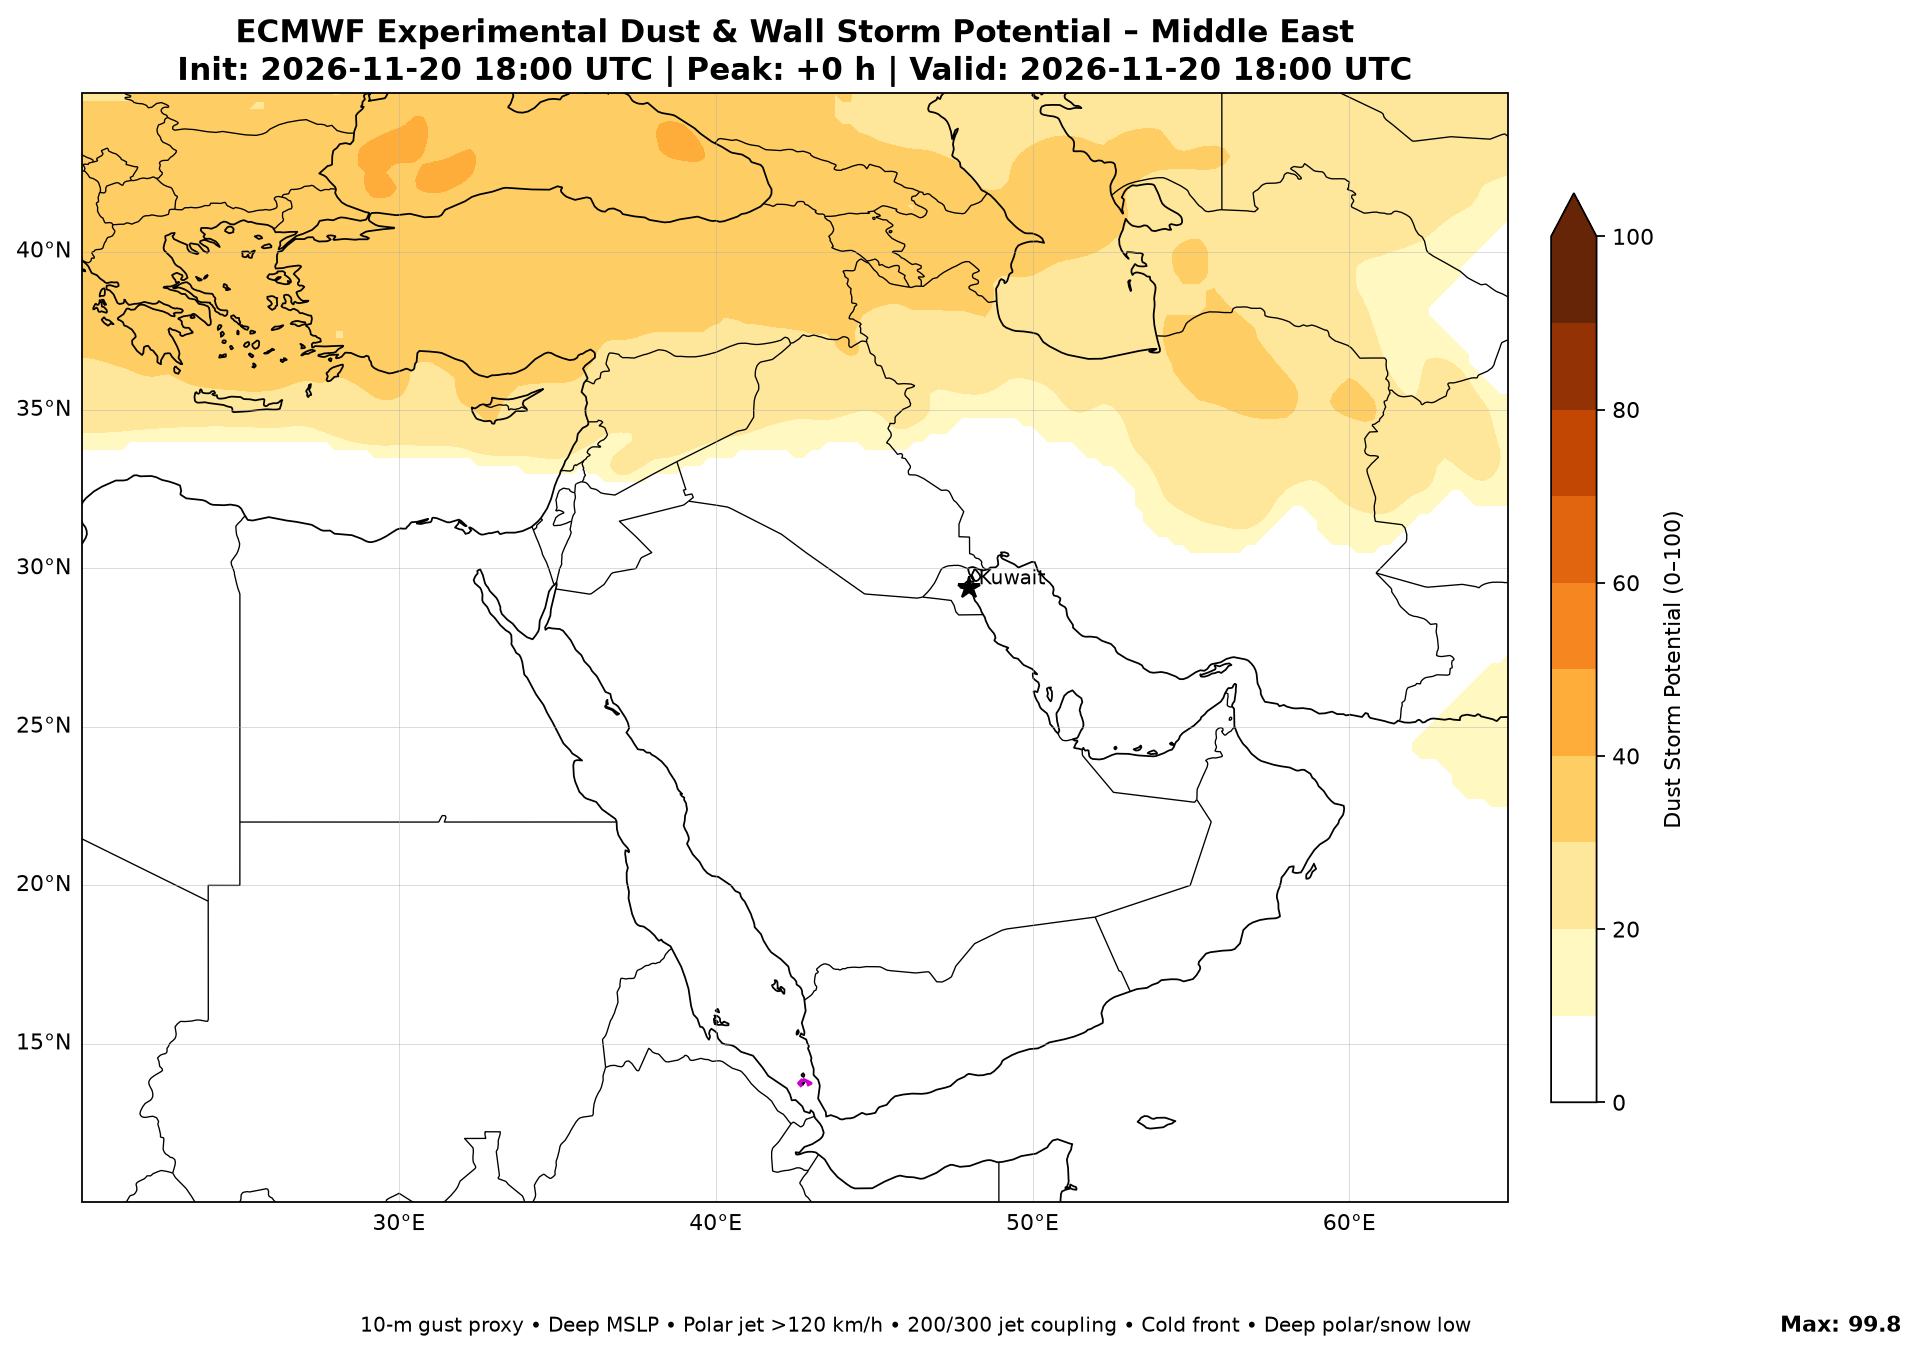 ECMWF Experimental Dust & Wall Storm Potential – Middle East
Init: 2026-11-20 18:00 UTC | Peak: +0 h | Valid: 2026-11-20 18:00 UTC
40°N
35°N
30°N
25°N
20°N
15°N
30°E
40°E
50°E
60°E
Kuwait
100
80
60
40
20
0
Dust Storm Potential (0–100)
10-m gust proxy • Deep MSLP • Polar jet >120 km/h • 200/300 jet coupling • Cold front • Deep polar/snow low
Max: 99.8